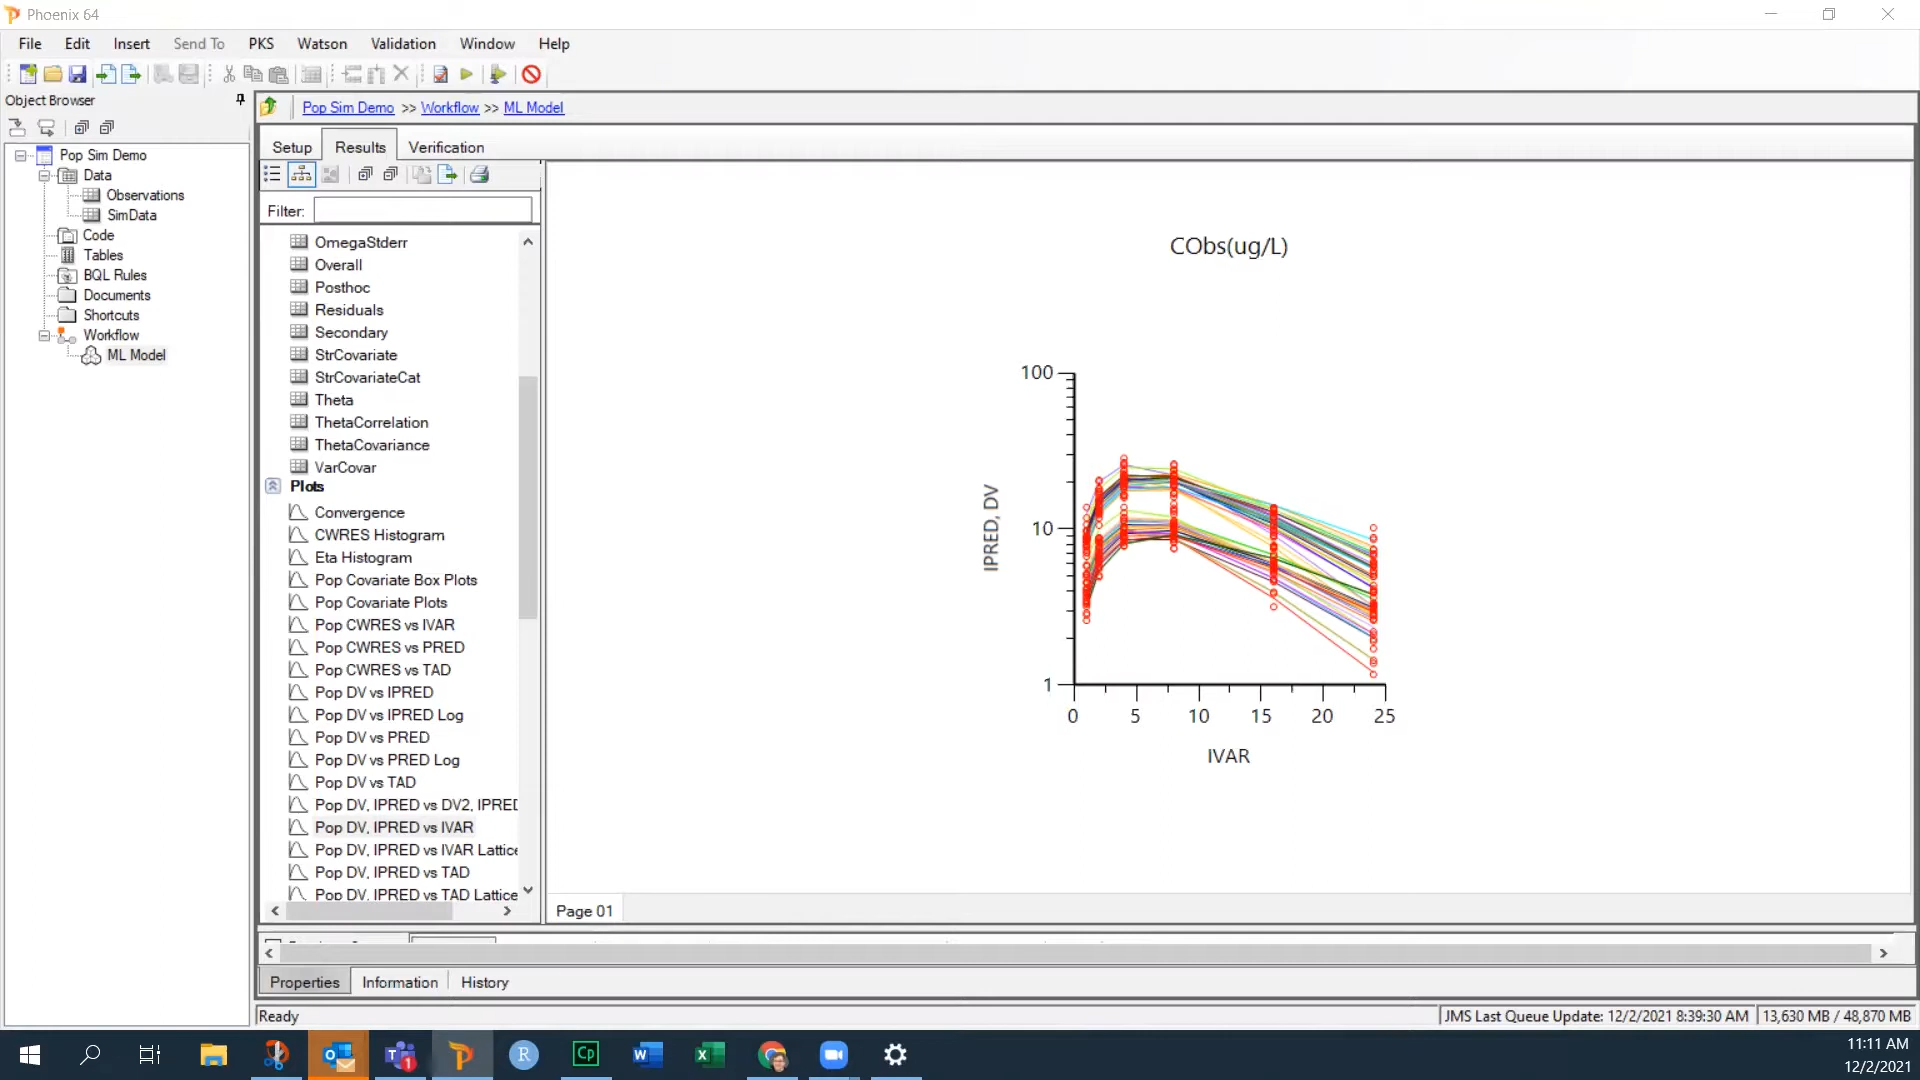 Phoenix 64
File Edit Insert Send To PKS Watson Validation Window Help
Object Browser
Pop Sim Demo >> Workflow >> ML Model
Pop Sim Demo
Data
Observations
SimData
Code
Tables
BQL Rules
Documents
Shortcuts
Workflow
ML Model
Setup Results Verification
Filter:
OmegaStderr
Overall
Posthoc
Residuals
Secondary
StrCovariate
StrCovariateCat
Theta
ThetaCorrelation
ThetaCovariance
VarCovar
Plots
Convergence
CWRES Histogram
Eta Histogram
Pop Covariate Box Plots
Pop Covariate Plots
Pop CWRES vs IVAR
Pop CWRES vs PRED
Pop CWRES vs TAD
Pop DV vs IPRED
Pop DV vs IPRED Log
Pop DV vs PRED
Pop DV vs PRED Log
Pop DV vs TAD
Pop DV, IPRED vs DV2, IPRED
Pop DV, IPRED vs IVAR
Pop DV, IPRED vs IVAR Lattice
Pop DV, IPRED vs TAD
Pop DV, IPRED vs TAD Lattice
CObs(ug/L)
100
10
1
IPRED, DV
0 5 10 15 20 25
IVAR
Page 01
Properties Information History
Ready
JMS Last Queue Update: 12/2/2021 8:39:30 AM 13,630 MB / 48,870 MB
11:11 AM
12/2/2021